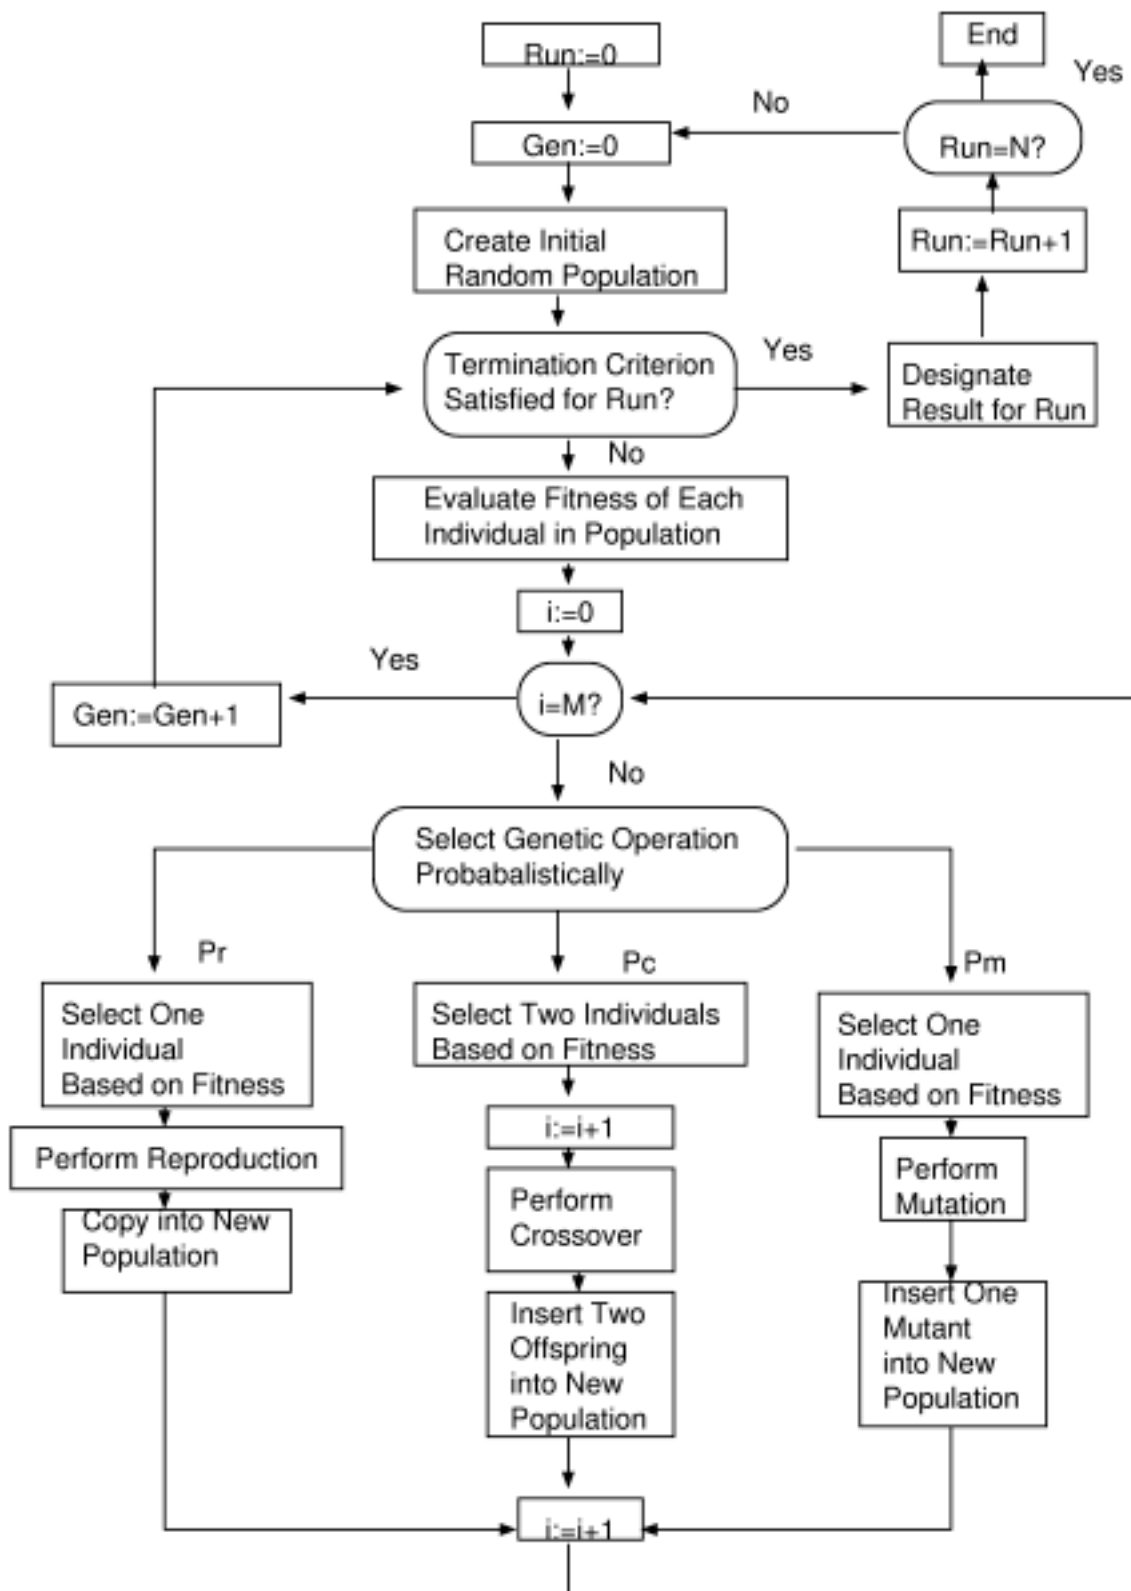 Run:=0
End
Yes
No
Gen:=0
Run=N?
Create Initial
Random Population
Run:=Run+1
Termination Criterion
Satisfied for Run?
Yes
Designate
Result for Run
No
Evaluate Fitness of Each
Individual in Population
i:=0
Yes
i=M?
Gen:=Gen+1
No
Select Genetic Operation
Probabalistically
Pr
Pc
Pm
Select One
Individual
Based on Fitness
Select Two Individuals
Based on Fitness
Select One
Individual
Based on Fitness
i:=i+1
Perform Reproduction
Perform
Crossover
Perform
Mutation
Copy into New
Population
Insert Two
Offspring
into New
Population
Insert One
Mutant
into New
Population
i:=i+1